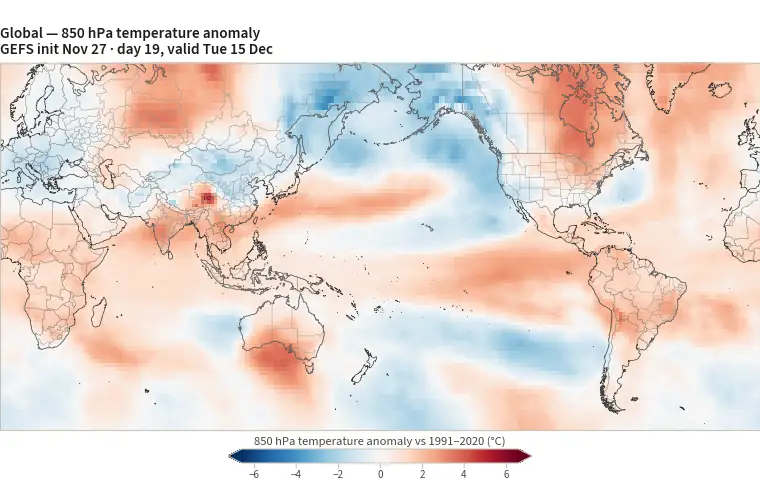 Global — 850 hPa temperature anomaly
GEFS init Nov 27 · day 19, valid Tue 15 Dec
850 hPa temperature anomaly vs 1991–2020 (°C)
−6 −4 −2 0 2 4 6